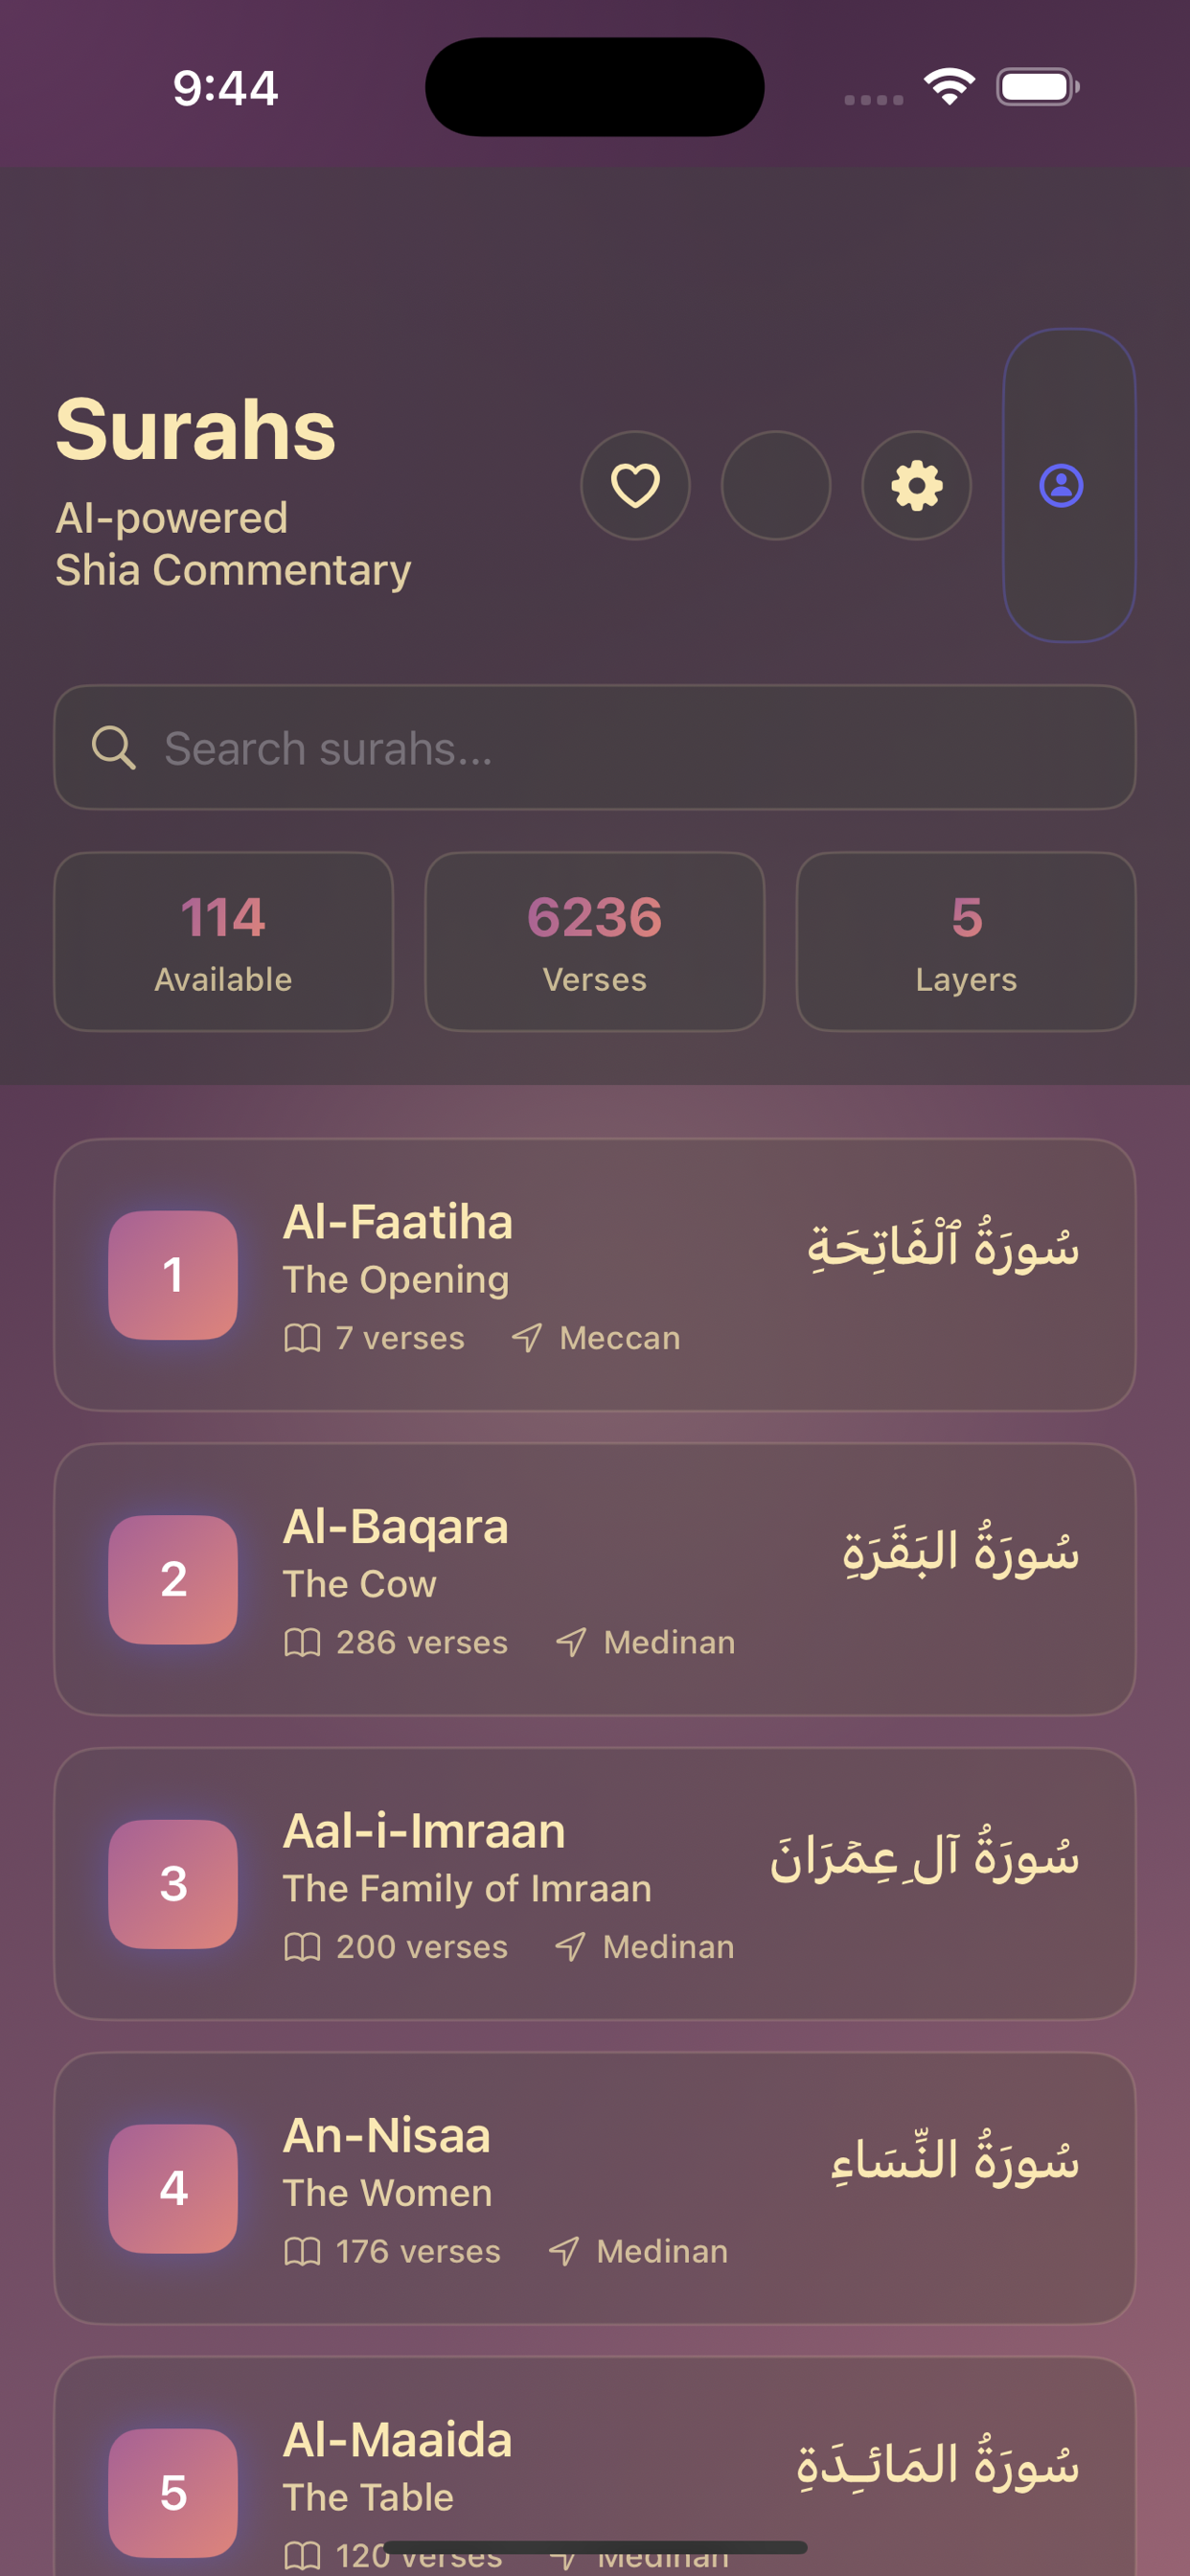 9:44
Surahs
AI-powered
Shia Commentary
Search surahs...
114
Available
6236
Verses
5
Layers
1
Al-Faatiha
سُورَةُ ٱلْفَاتِحَةِ
The Opening
7 verses Meccan
2
Al-Baqara
سُورَةُ البَقَرَةِ
The Cow
286 verses Medinan
3
Aal-i-Imraan
سُورَةُ آلِ عِمۡرَانَ
The Family of Imraan
200 verses Medinan
4
An-Nisaa
سُورَةُ النِّسَاءِ
The Women
176 verses Medinan
5
Al-Maaida
سُورَةُ المَائـِدَةِ
The Table
120 verses Medinan